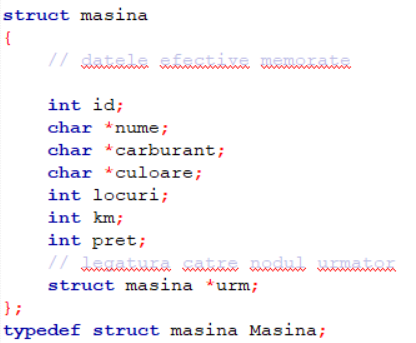 struct masina
{
// datele efective memorate
int id;
char *nume;
char *carburant;
char *culoare;
int locuri;
int km;
int pret;
// legatura catre nodul urmator
struct masina *urm;
};
typedef struct masina Masina;